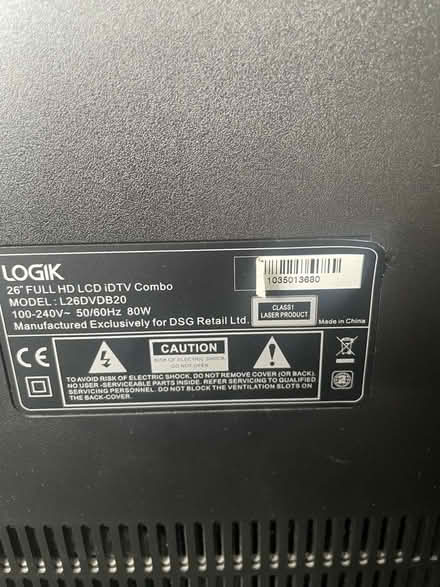 LOGIK
26" FULL HD LCD iDTV Combo
MODEL : L26DVDB20
100-240V~ 50/60Hz 80W
Manufactured Exclusively for DSG Retail Ltd.
1035013680
CLASS1
LASER PRODUCT
Made in China
CE
CAUTION
RISK OF ELECTRIC SHOCK,
DO NOT OPEN
TO AVOID RISK OF ELECTRIC SHOCK, DO NOT REMOVE COVER (OR BACK).
NO USER -SERVICEABLE PARTS INSIDE. REFER SERVICING TO QUALIFIED
SERVICING PERSONNEL. DO NOT BLOCK THE VENTILATION SLOTS ON
THE BACK-COVER.